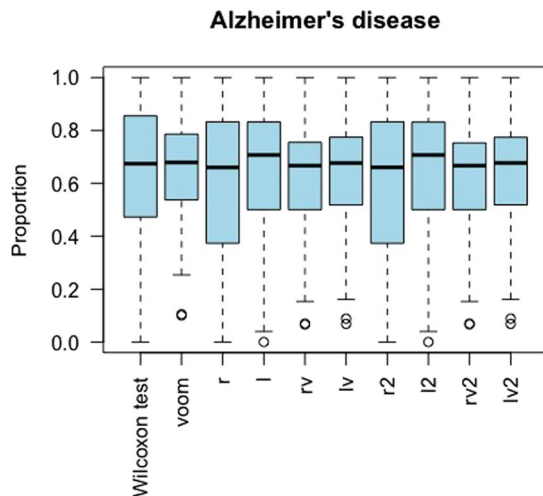 Alzheimer's disease
Proportion
1.0
0.8
0.6
0.4
0.2
0.0
Wilcoxon test
voom
r
l
rv
lv
r2
l2
rv2
lv2